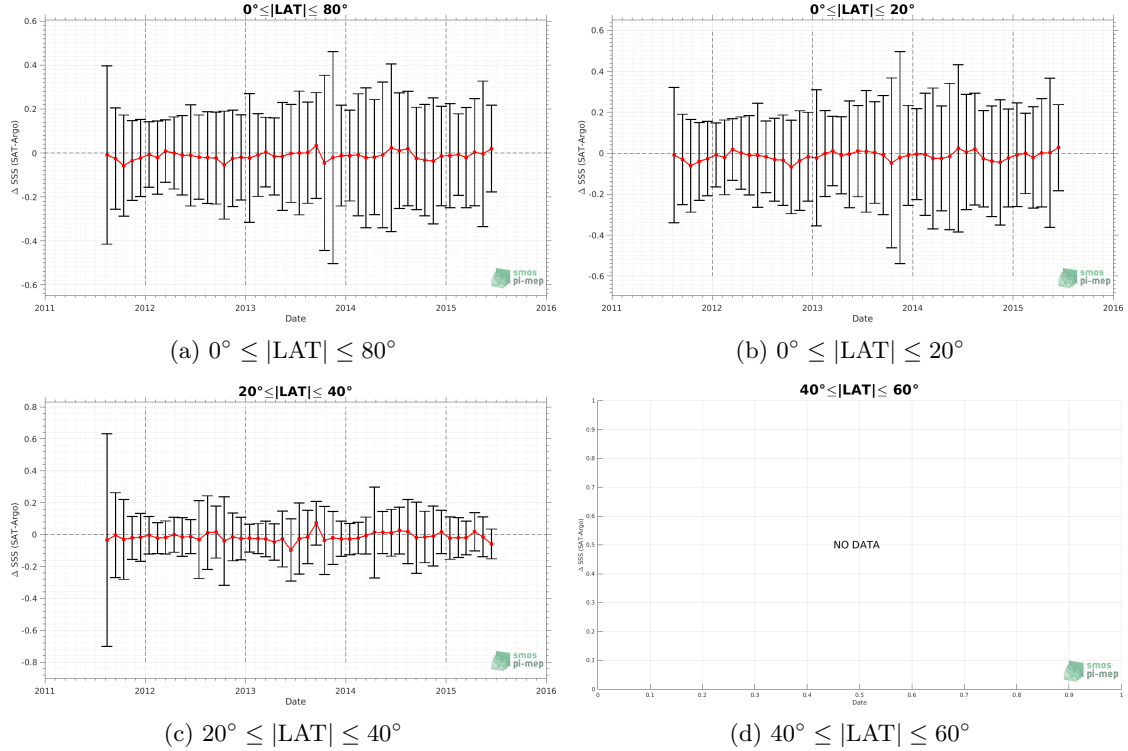 0°≤|LAT|≤ 80°
0.6
0.4
0.2
0
-0.2
-0.4
-0.6
Δ SSS (SAT-Argo)
2011 2012 2013 2014 2015 2016
Date
smos
pi-mep
(a) 0° ≤ |LAT| ≤ 80°
0°≤|LAT|≤ 20°
0.6
0.4
0.2
0
-0.2
-0.4
-0.6
Δ SSS (SAT-Argo)
2011 2012 2013 2014 2015 2016
Date
smos
pi-mep
(b) 0° ≤ |LAT| ≤ 20°
20°≤|LAT|≤ 40°
0.8
0.6
0.4
0.2
0
-0.2
-0.4
-0.6
-0.8
Δ SSS (SAT-Argo)
2011 2012 2013 2014 2015 2016
Date
smos
pi-mep
(c) 20° ≤ |LAT| ≤ 40°
40°≤|LAT|≤ 60°
1
0.9
0.8
0.7
0.6
0.5
0.4
0.3
0.2
0.1
0
Δ SSS (SAT-Argo)
NO DATA
0 0.1 0.2 0.3 0.4 0.5 0.6 0.7 0.8 0.9 1
Date
smos
pi-mep
(d) 40° ≤ |LAT| ≤ 60°